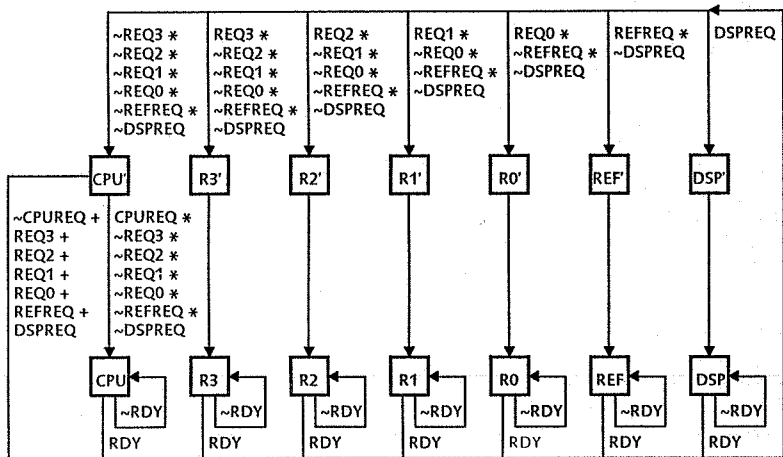 ~REQ3 *
~REQ2 *
~REQ1 *
~REQ0 *
~REFREQ *
~DSPREQ
REQ3 *
~REQ2 *
~REQ1 *
~REQ0 *
~REFREQ *
~DSPREQ
REQ2 *
~REQ1 *
~REQ0 *
~REFREQ *
~DSPREQ
REQ1 *
~REQ0 *
~REFREQ *
~DSPREQ
REQ0 *
~REFREQ *
~DSPREQ
REFREQ *
~DSPREQ
DSPREQ
CPU'
R3'
R2'
R1'
R0'
REF'
DSP'
~CPUREQ +
REQ3 +
REQ2 +
REQ1 +
REQ0 +
REFREQ +
DSPREQ
CPUREQ *
~REQ3 *
~REQ2 *
~REQ1 *
~REQ0 *
~REFREQ *
~DSPREQ
CPU
R3
R2
R1
R0
REF
DSP
~RDY
~RDY
~RDY
~RDY
~RDY
~RDY
~RDY
RDY
RDY
RDY
RDY
RDY
RDY
RDY